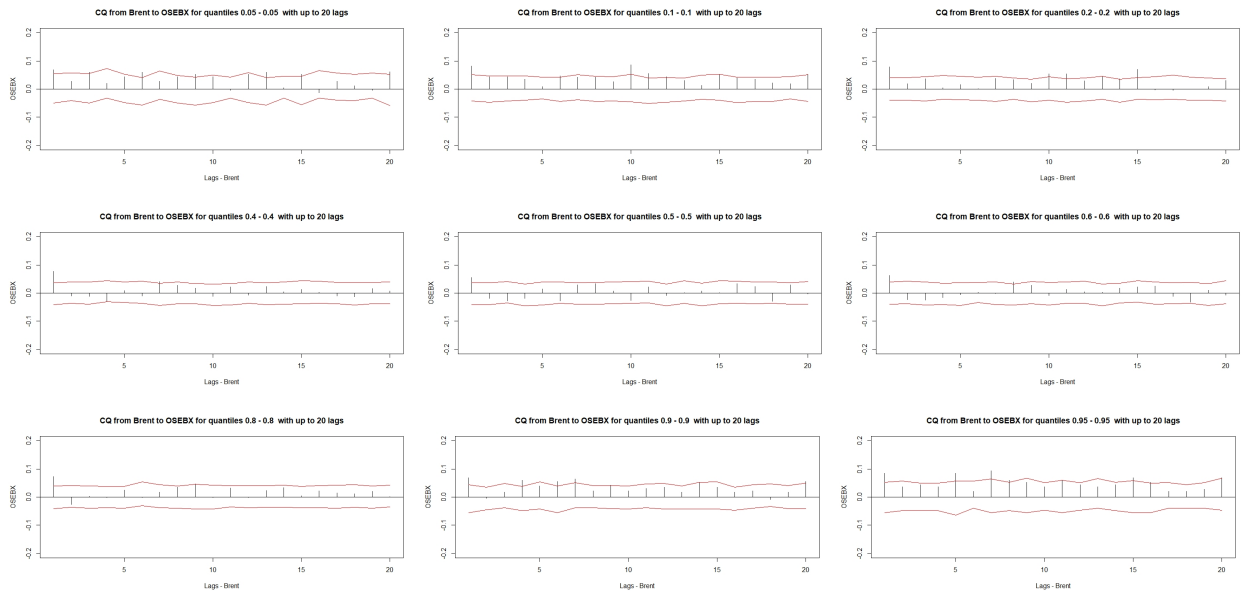 CQ from Brent to OSEBX for quantiles 0.05 - 0.05 with up to 20 lags
OSEBX
-0.2 -0.1 0.0 0.1 0.2
5 10 15 20
Lags - Brent
CQ from Brent to OSEBX for quantiles 0.1 - 0.1 with up to 20 lags
OSEBX
-0.2 -0.1 0.0 0.1 0.2
5 10 15 20
Lags - Brent
CQ from Brent to OSEBX for quantiles 0.2 - 0.2 with up to 20 lags
OSEBX
-0.2 -0.1 0.0 0.1 0.2
5 10 15 20
Lags - Brent
CQ from Brent to OSEBX for quantiles 0.4 - 0.4 with up to 20 lags
OSEBX
-0.2 -0.1 0.0 0.1 0.2
5 10 15 20
Lags - Brent
CQ from Brent to OSEBX for quantiles 0.5 - 0.5 with up to 20 lags
OSEBX
-0.2 -0.1 0.0 0.1 0.2
5 10 15 20
Lags - Brent
CQ from Brent to OSEBX for quantiles 0.6 - 0.6 with up to 20 lags
OSEBX
-0.2 -0.1 0.0 0.1 0.2
5 10 15 20
Lags - Brent
CQ from Brent to OSEBX for quantiles 0.8 - 0.8 with up to 20 lags
OSEBX
-0.2 -0.1 0.0 0.1 0.2
5 10 15 20
Lags - Brent
CQ from Brent to OSEBX for quantiles 0.9 - 0.9 with up to 20 lags
OSEBX
-0.2 -0.1 0.0 0.1 0.2
5 10 15 20
Lags - Brent
CQ from Brent to OSEBX for quantiles 0.95 - 0.95 with up to 20 lags
OSEBX
-0.2 -0.1 0.0 0.1 0.2
5 10 15 20
Lags - Brent